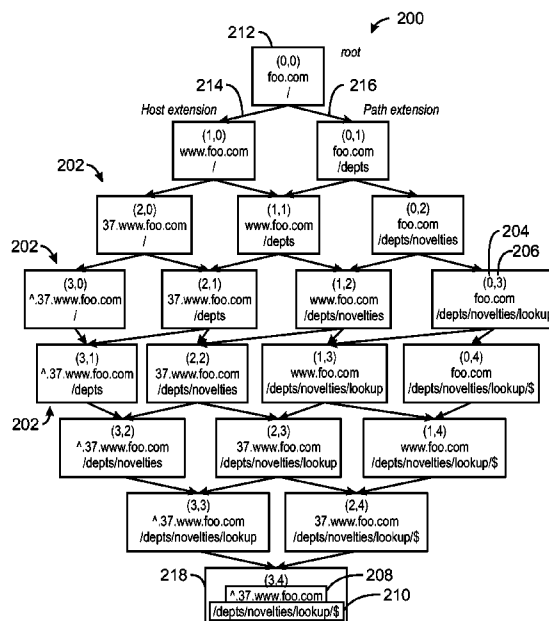 212
200
(0,0)
foo.com
/
root
214
216
Host extension
Path extension
(1,0)
www.foo.com
/
(0,1)
foo.com
/depts
202
(2,0)
37.www.foo.com
/
(1,1)
www.foo.com
/depts
(0,2)
foo.com
/depts/novelties
202
204
206
(3,0)
^.37.www.foo.com
/
(2,1)
37.www.foo.com
/depts
(1,2)
www.foo.com
/depts/novelties
(0,3)
foo.com
/depts/novelties/lookup
(3,1)
^.37.www.foo.com
/depts
(2,2)
37.www.foo.com
/depts/novelties
(1,3)
www.foo.com
/depts/novelties/lookup
(0,4)
foo.com
/depts/novelties/lookup/$
202
(3,2)
^.37.www.foo.com
/depts/novelties
(2,3)
37.www.foo.com
/depts/novelties/lookup
(1,4)
www.foo.com
/depts/novelties/lookup/$
(3,3)
^.37.www.foo.com
/depts/novelties/lookup
(2,4)
37.www.foo.com
/depts/novelties/lookup/$
218
(3,4)
^.37.www.foo.com
/depts/novelties/lookup/$
208
210